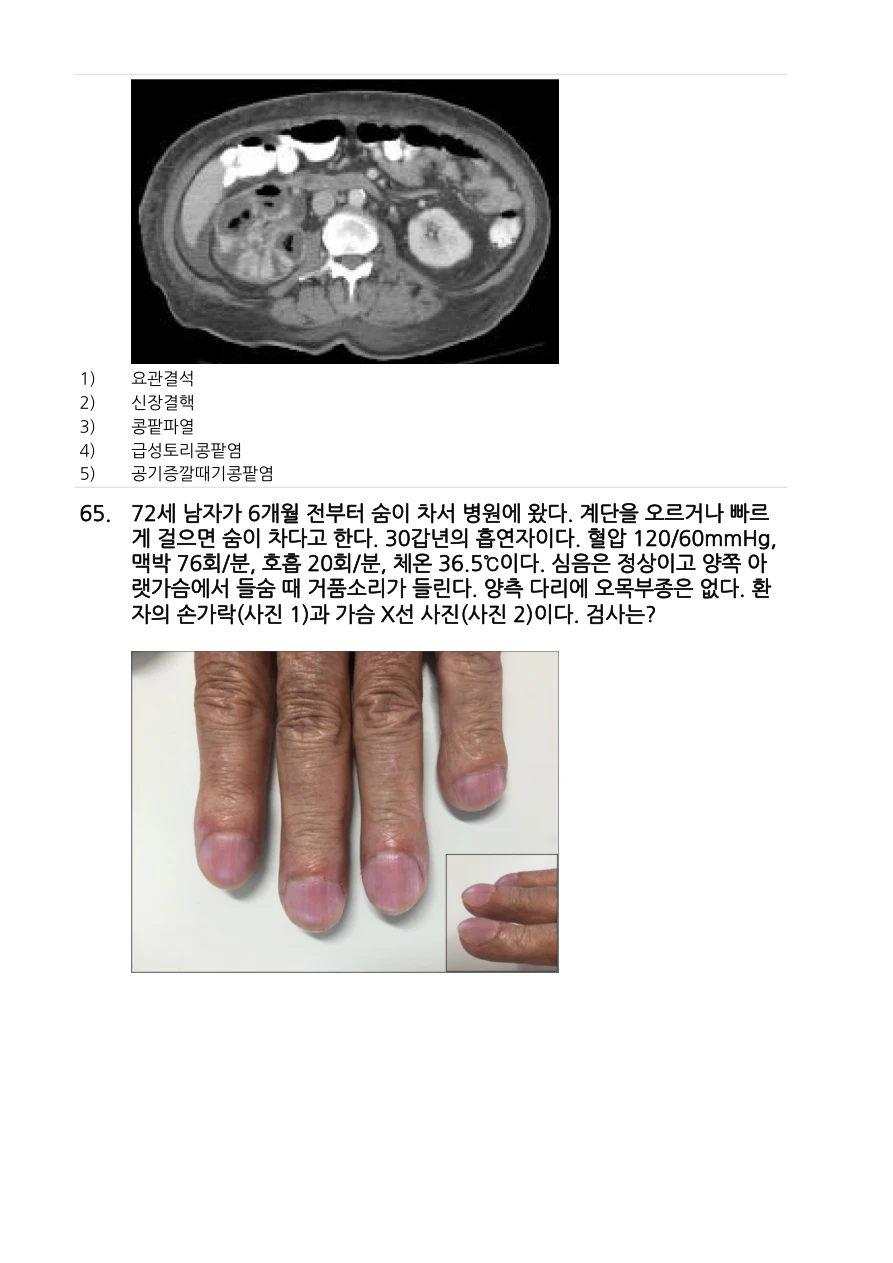 1) 요관결석
2) 신장결핵
3) 콩팥파열
4) 급성토리콩팥염
5) 공기증깔때기콩팥염
65. 72세 남자가 6개월 전부터 숨이 차서 병원에 왔다. 계단을 오르거나 빠르
게 걸으면 숨이 차다고 한다. 30갑년의 흡연자이다. 혈압 120/60mmHg,
맥박 76회/분, 호흡 20회/분, 체온 36.5℃이다. 심음은 정상이고 양쪽 아
랫가슴에서 들숨 때 거품소리가 들린다. 양측 다리에 오목부종은 없다. 환
자의 손가락(사진 1)과 가슴 X선 사진(사진 2)이다. 검사는?